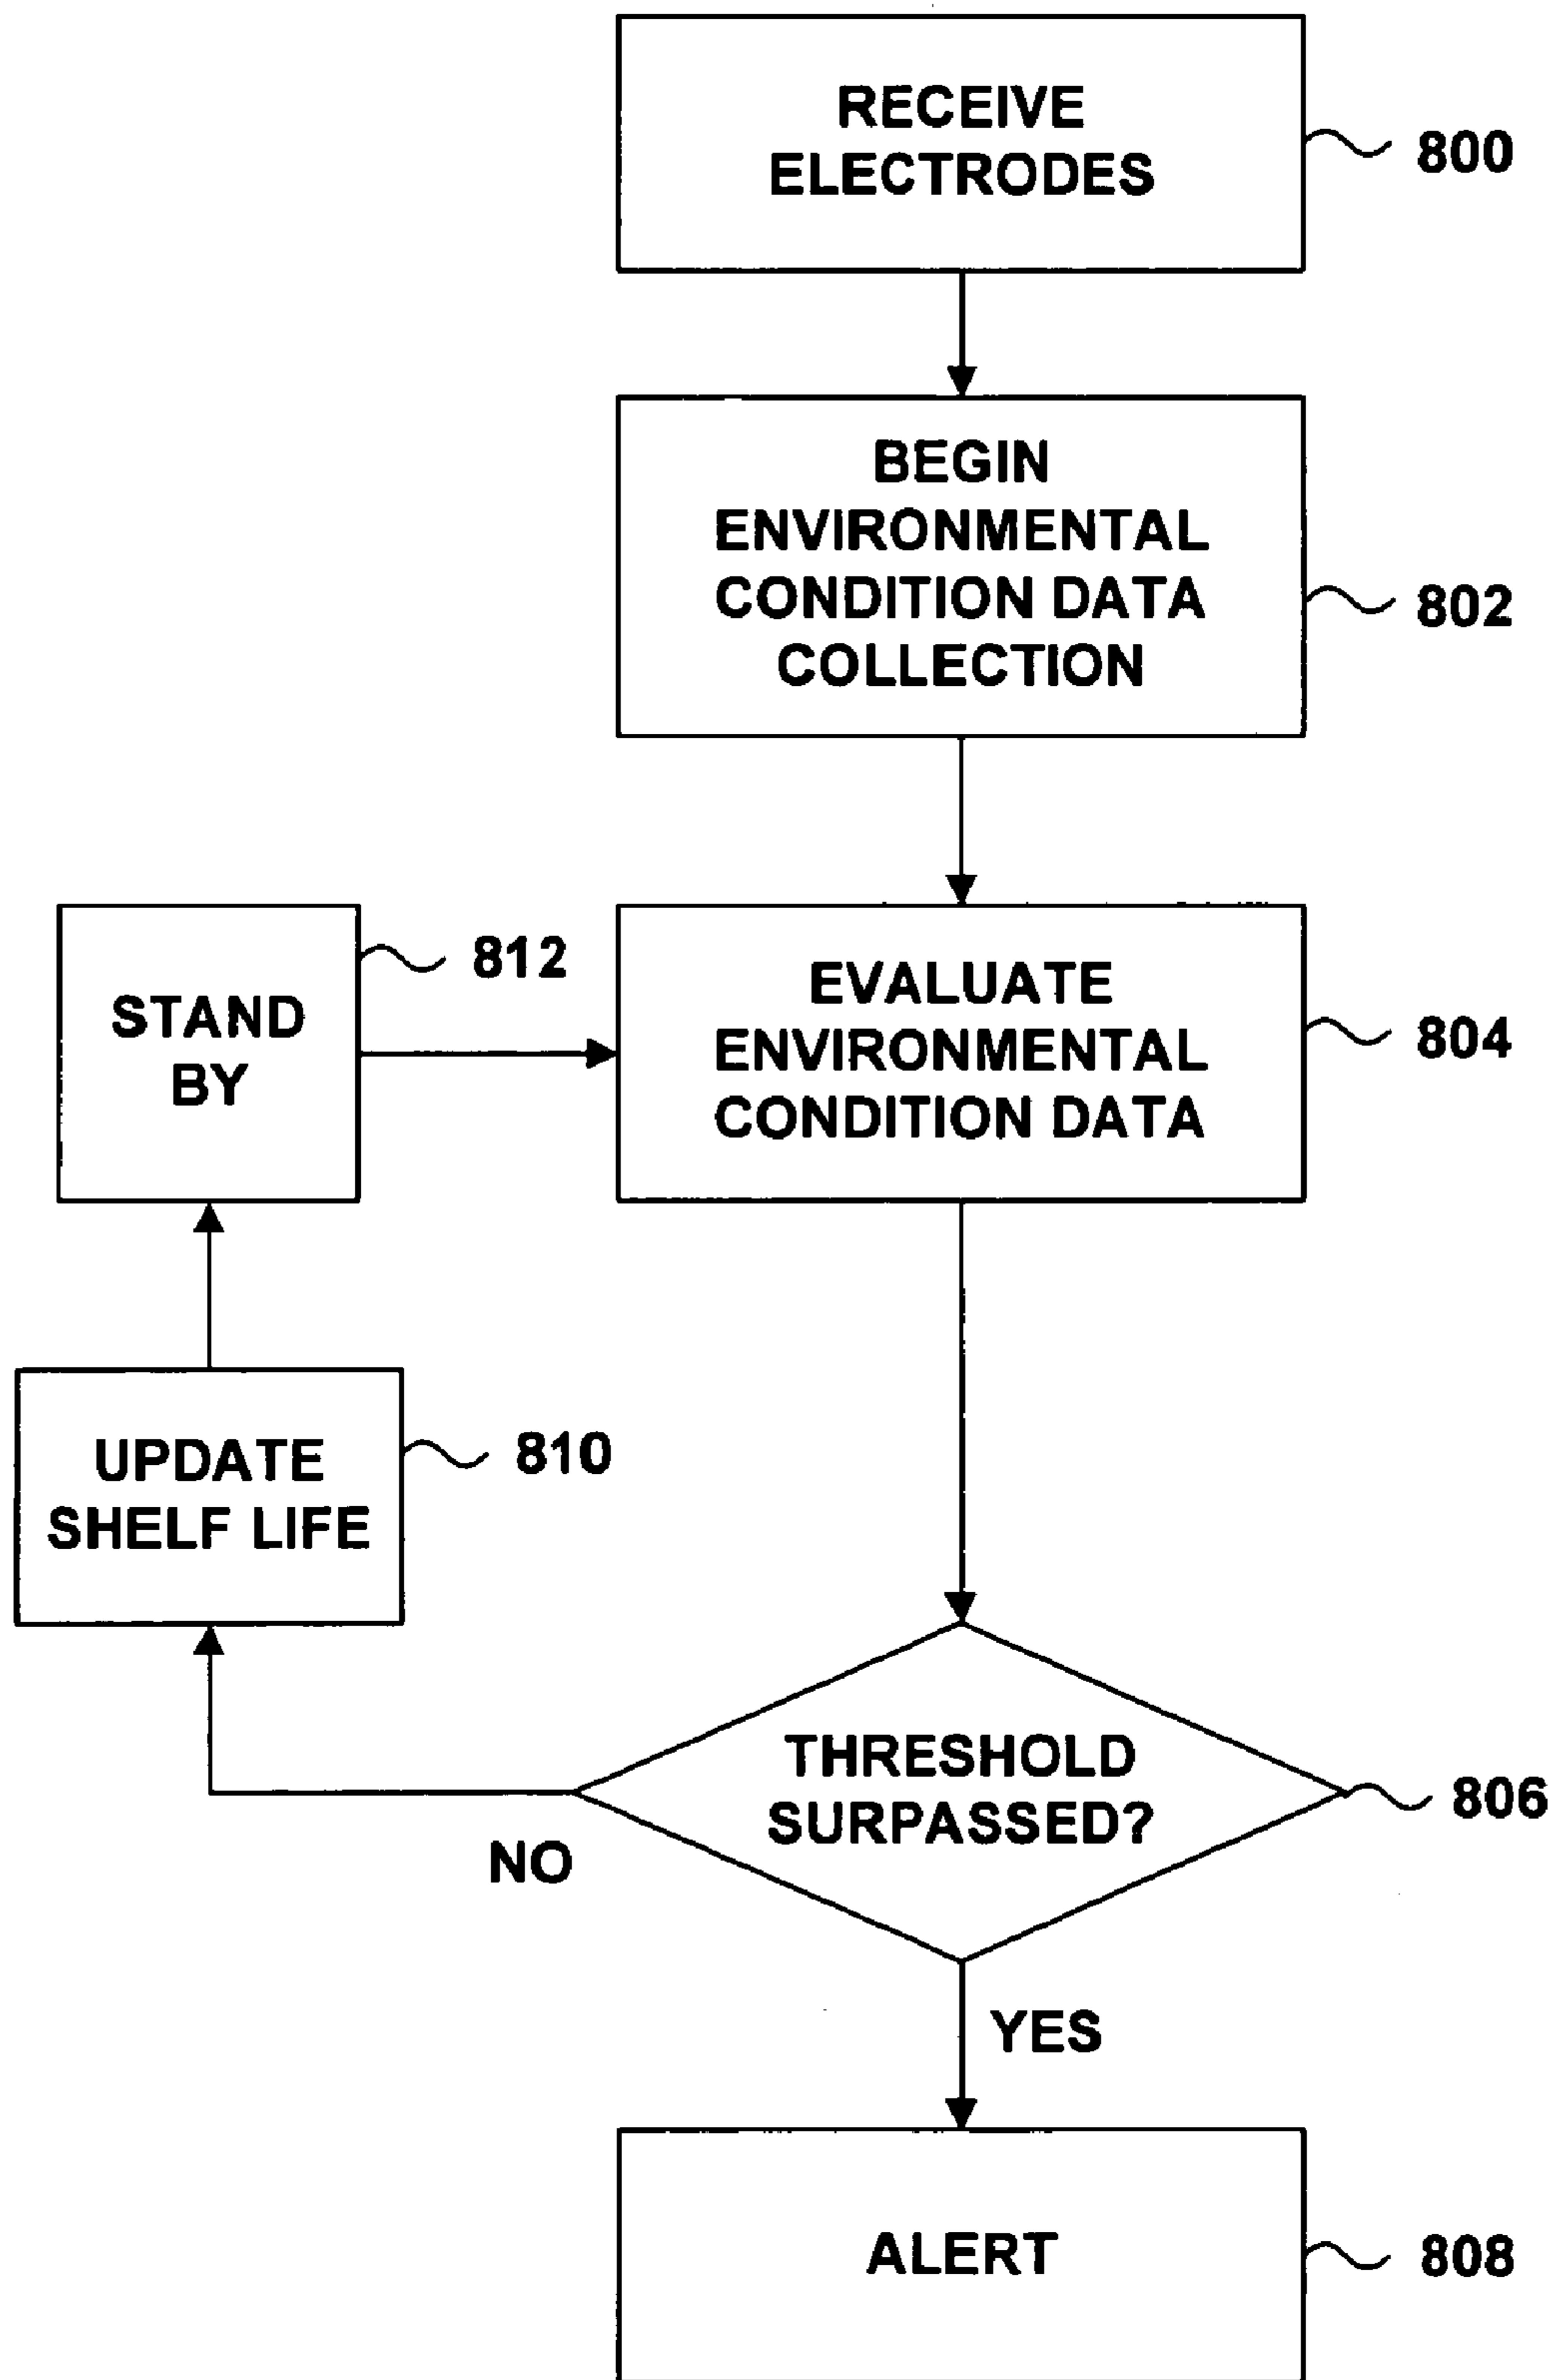 RECEIVE
ELECTRODES
800
BEGIN
ENVIRONMENTAL
CONDITION DATA
COLLECTION
802
STAND
BY
812
EVALUATE
ENVIRONMENTAL
CONDITION DATA
804
UPDATE
SHELF LIFE
810
THRESHOLD
SURPASSED?
806
NO
YES
ALERT
808